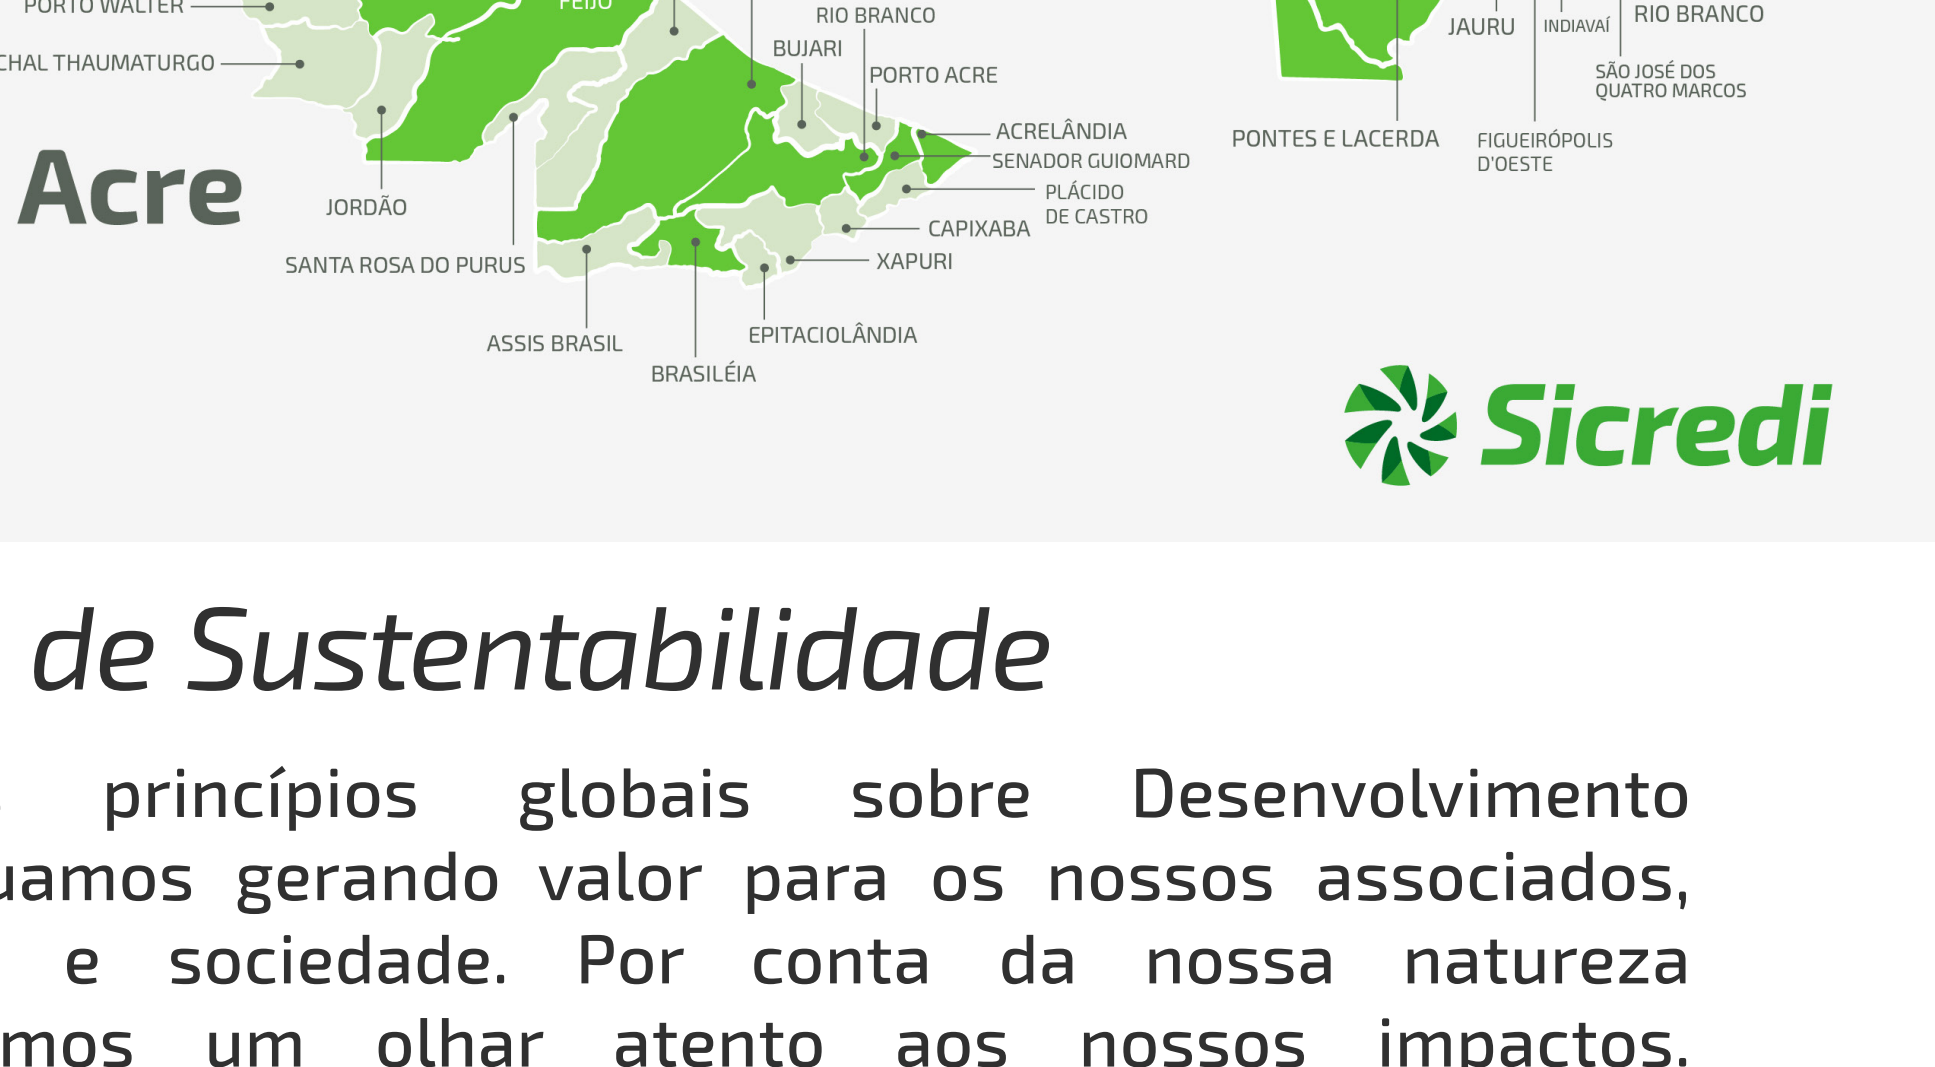 PORTO WALTER
FEIJÓ
RIO BRANCO
BUJARI
CHAL THAUMATURGO
PORTO ACRE
ACRELÂNDIA
SENADOR GUIOMARD
PLÁCIDO
DE CASTRO
Acre
JORDÃO
CAPIXABA
SANTA ROSA DO PURUS
XAPURI
ASSIS BRASIL
EPITACIOLÂNDIA
BRASILÉIA
JAURU
INDIAVAÍ
RIO BRANCO
SÃO JOSÉ DOS
QUATRO MARCOS
PONTES E LACERDA
FIGUEIRÓPOLIS
D'OESTE
Sicredi
de Sustentabilidade
princípios globais sobre Desenvolvimento
uamos gerando valor para os nossos associados,
e sociedade. Por conta da nossa natureza
mos um olhar atento aos nossos impactos.